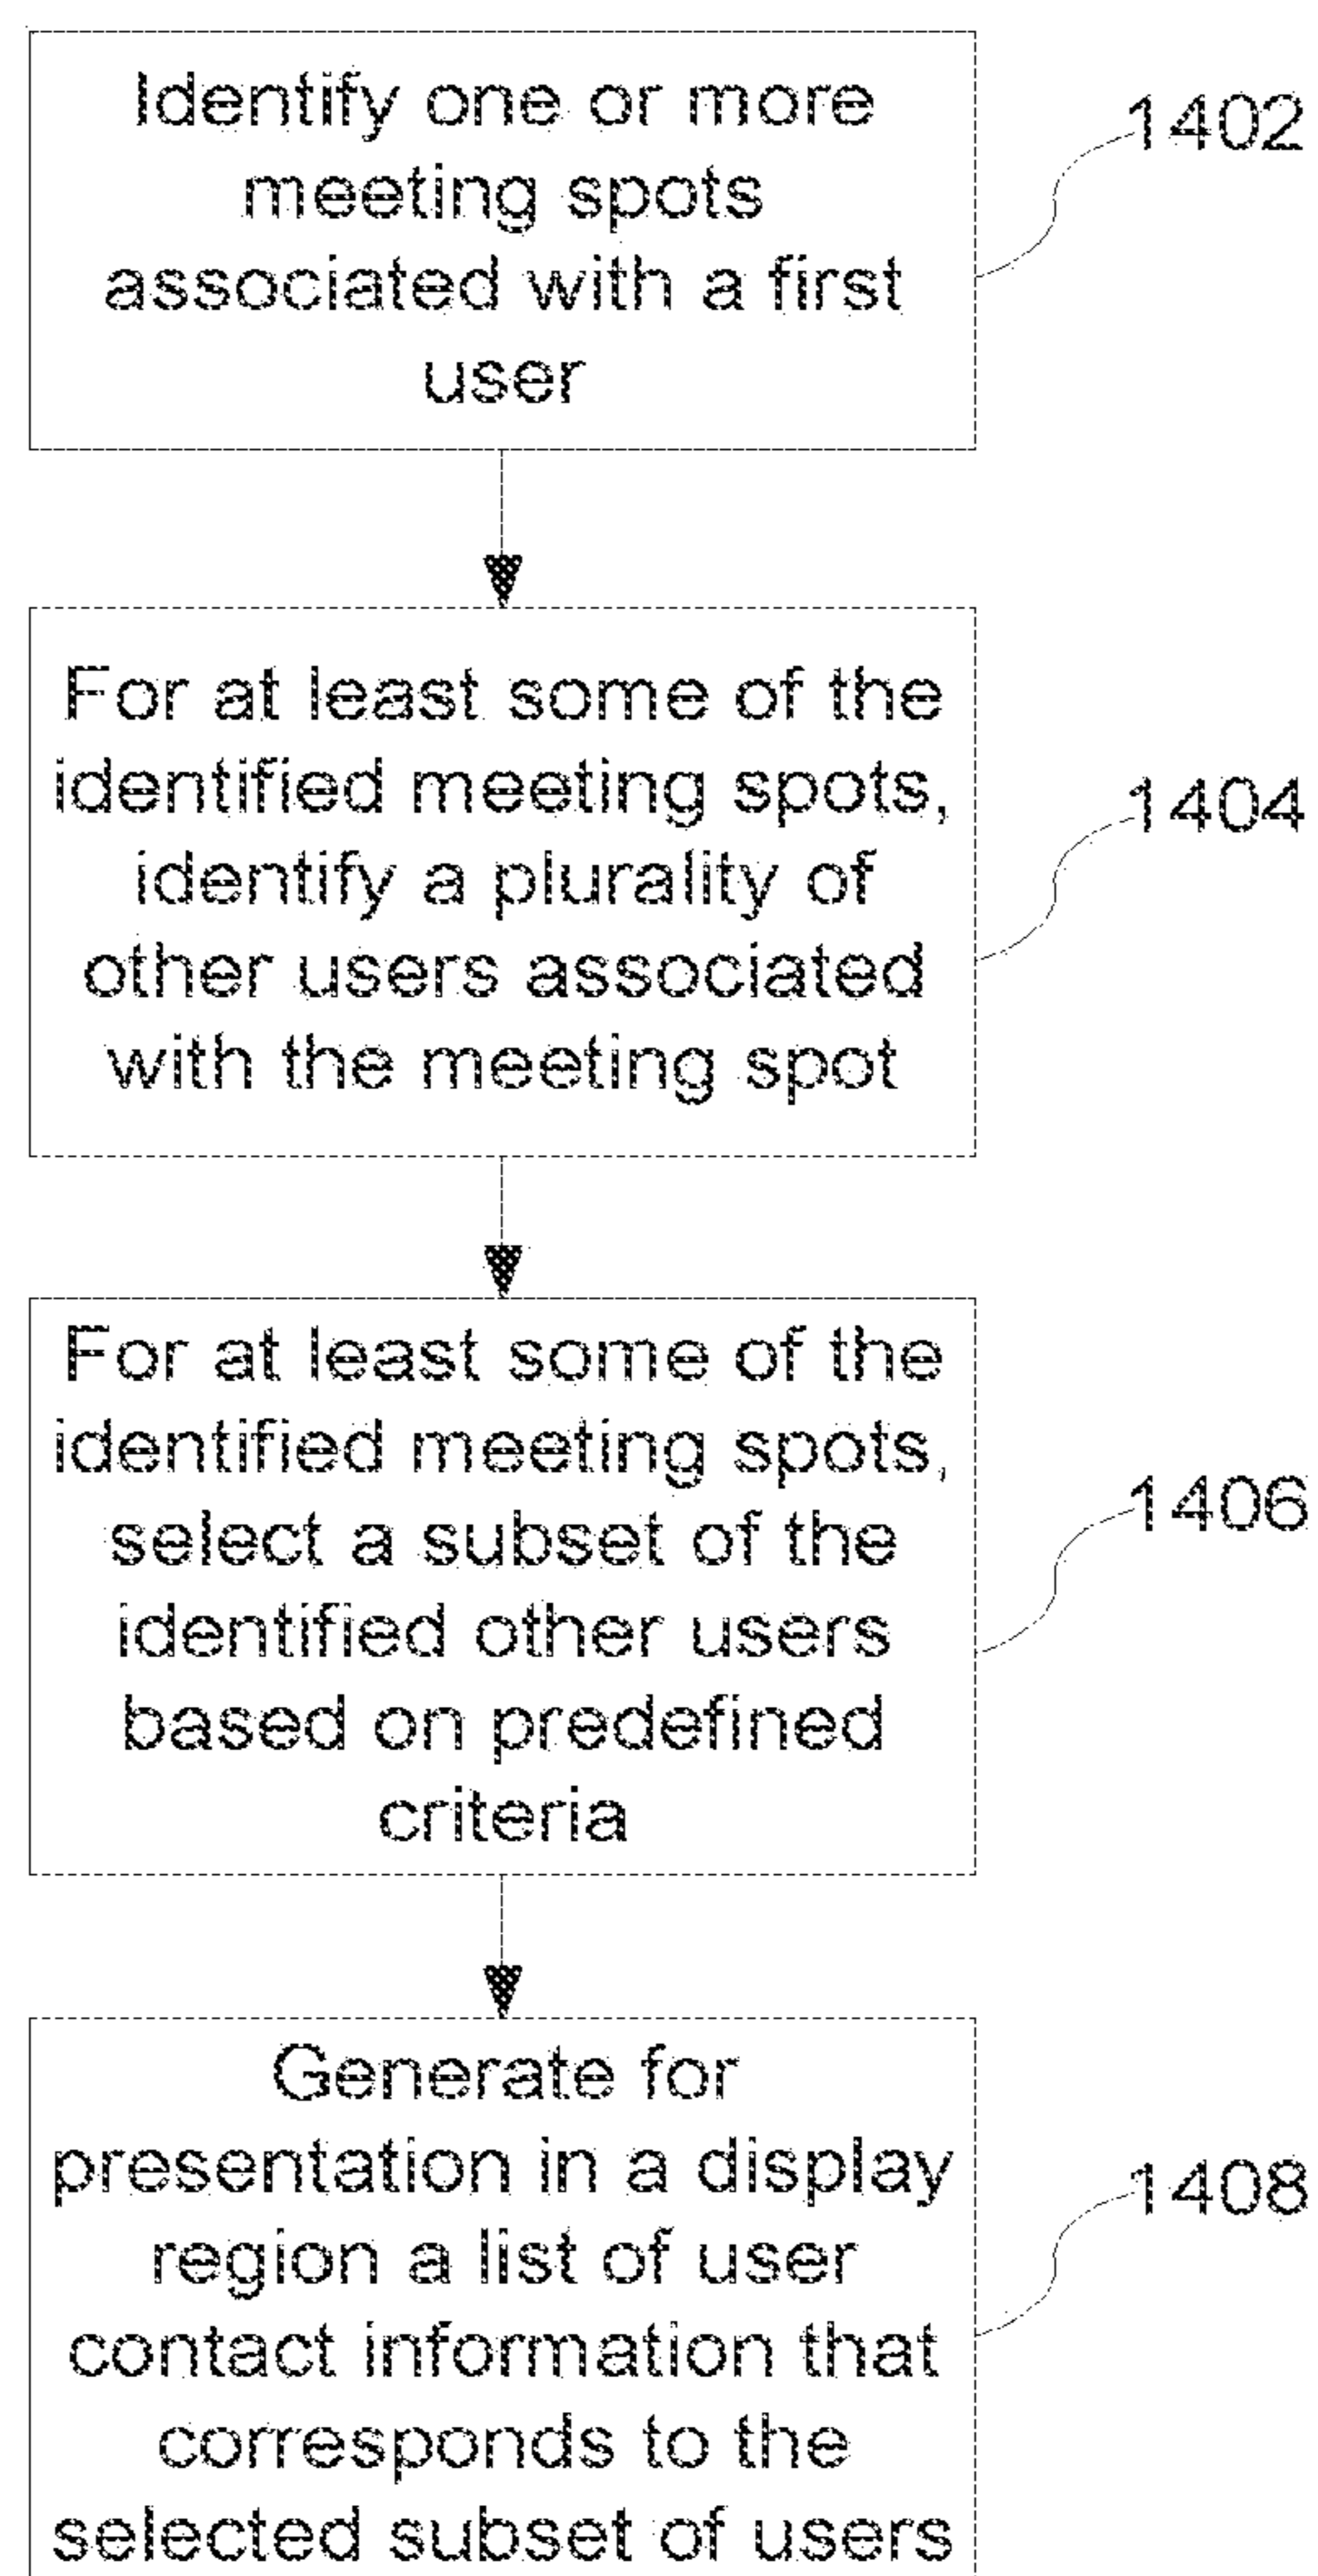 Identify one or more
meeting spots
associated with a first
user
1402
For at least some of the
identified meeting spots,
identify a plurality of
other users associated
with the meeting spot
1404
For at least some of the
identified meeting spots,
select a subset of the
identified other users
based on predefined
criteria
1406
Generate for
presentation in a display
region a list of user
contact information that
corresponds to the
selected subset of users
1408